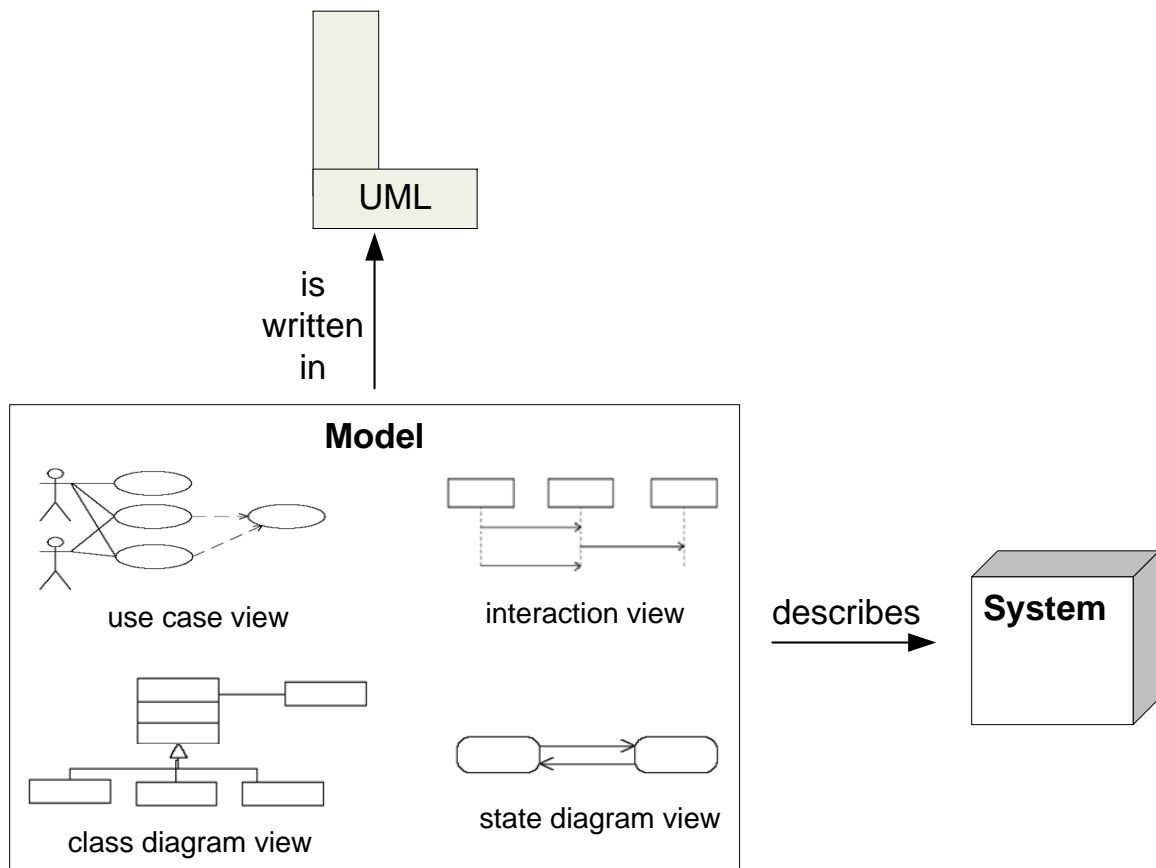 UML
is
written
in
Model
use case view
interaction view
describes
System
class diagram view
state diagram view